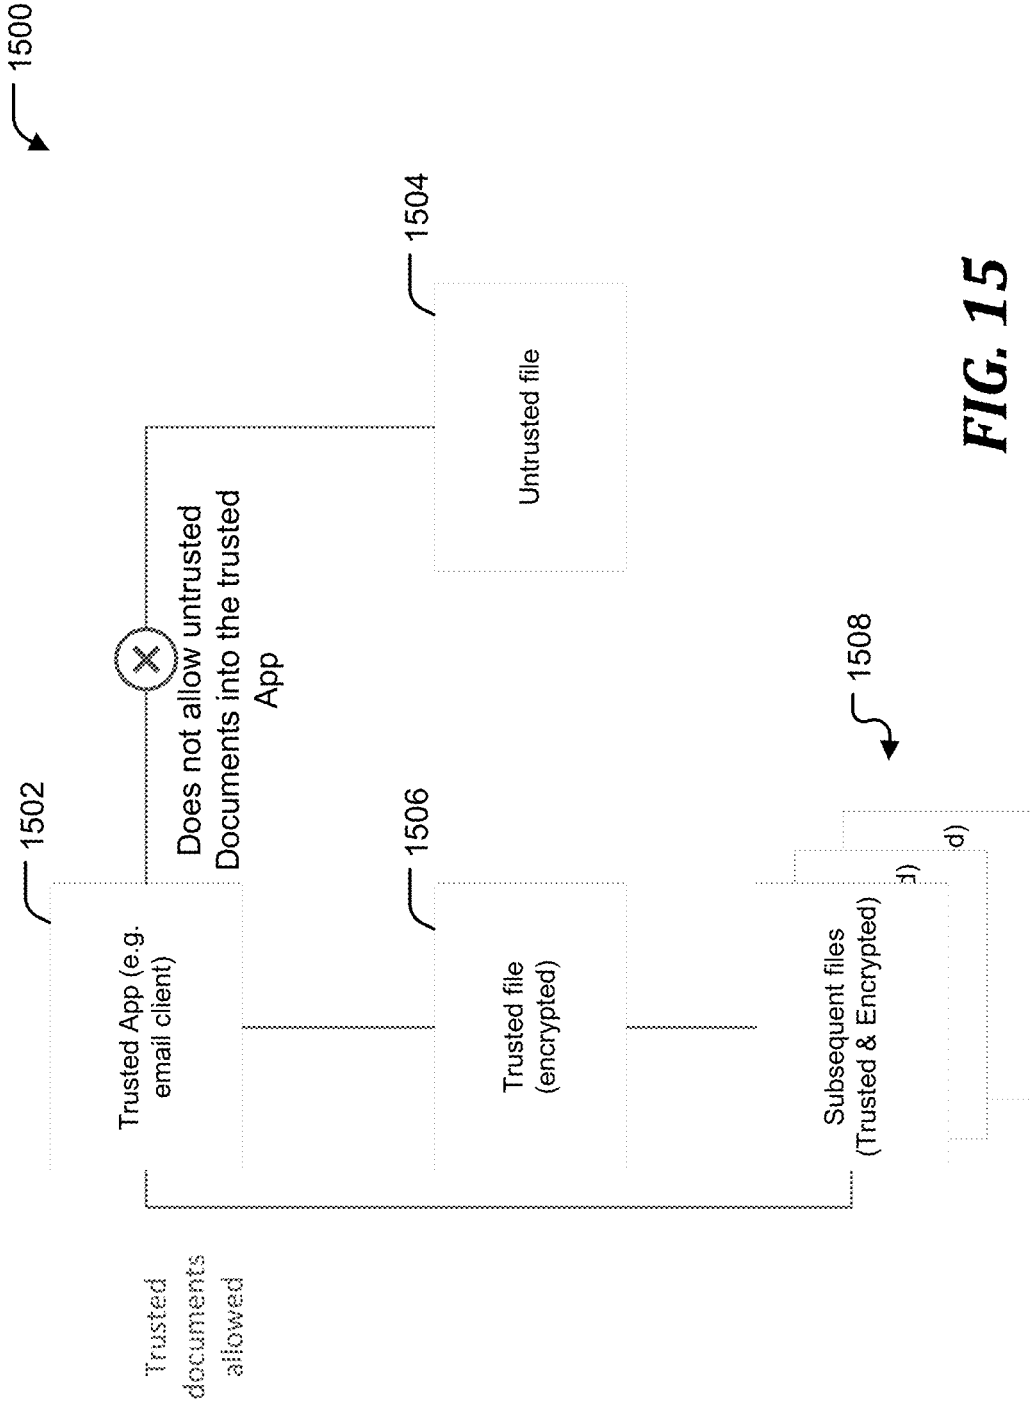 1500
1502
Trusted App (e.g.
email client)
Does not allow untrusted
Documents into the trusted
App
1504
Untrusted file
1506
Trusted file
(encrypted)
Trusted
documents
allowed
1508
Subsequent files
(Trusted & Encrypted)
d)
d)
FIG. 15